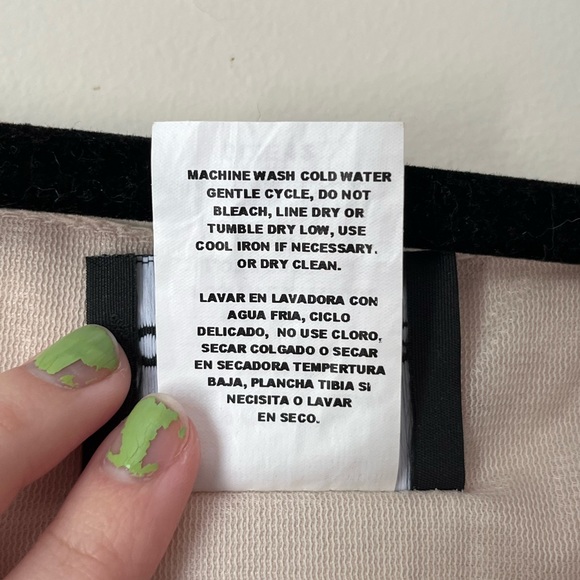 MACHINE WASH COLD WATER
GENTLE CYCLE, DO NOT
BLEACH, LINE DRY OR
TUMBLE DRY LOW, USE
COOL IRON IF NECESSARY.
OR DRY CLEAN.
LAVAR EN LAVADORA CON
AGUA FRIA, CICLO
DELICADO, NO USE CLORO,
SECAR COLGADO O SECAR
EN SECADORA TEMPERTURA
BAJA, PLANCHA TIBIA SI
NECISITA O LAVAR
EN SECO.